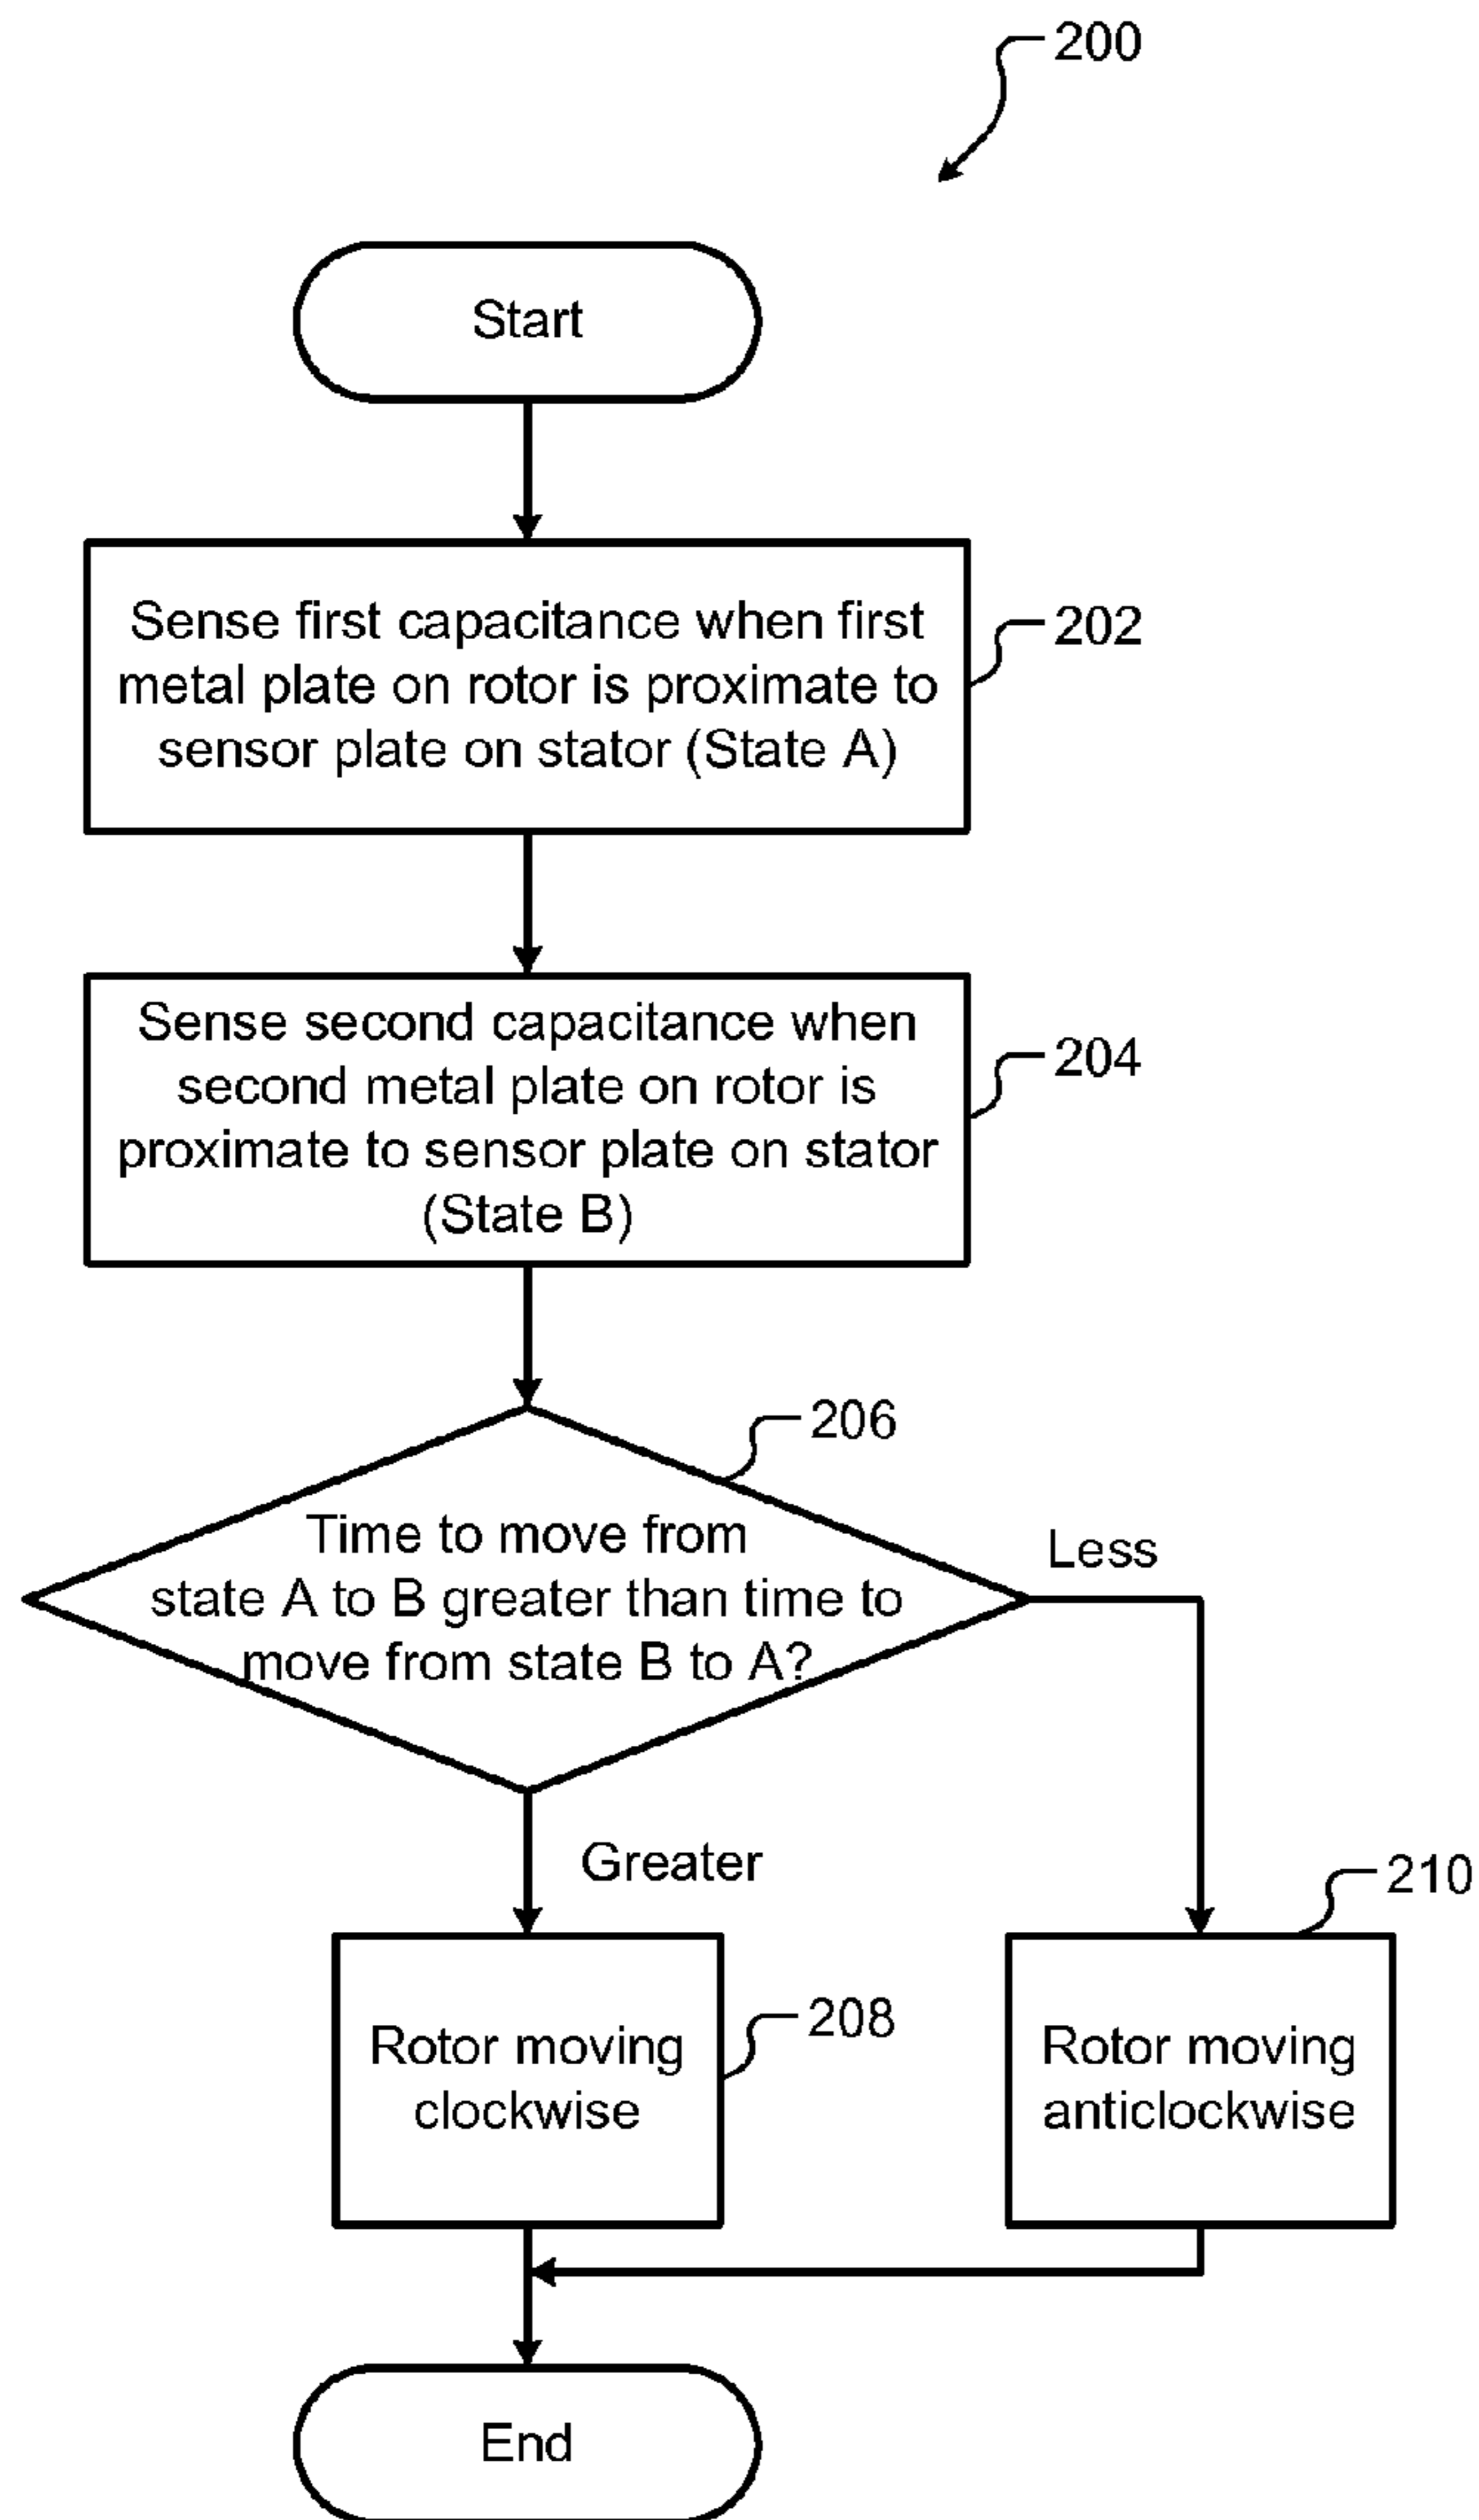 200
Start
Sense first capacitance when first
metal plate on rotor is proximate to
sensor plate on stator (State A)
202
Sense second capacitance when
second metal plate on rotor is
proximate to sensor plate on stator
(State B)
204
206
Time to move from
state A to B greater than time to
move from state B to A?
Less
Greater
210
Rotor moving
clockwise
208
Rotor moving
anticlockwise
End